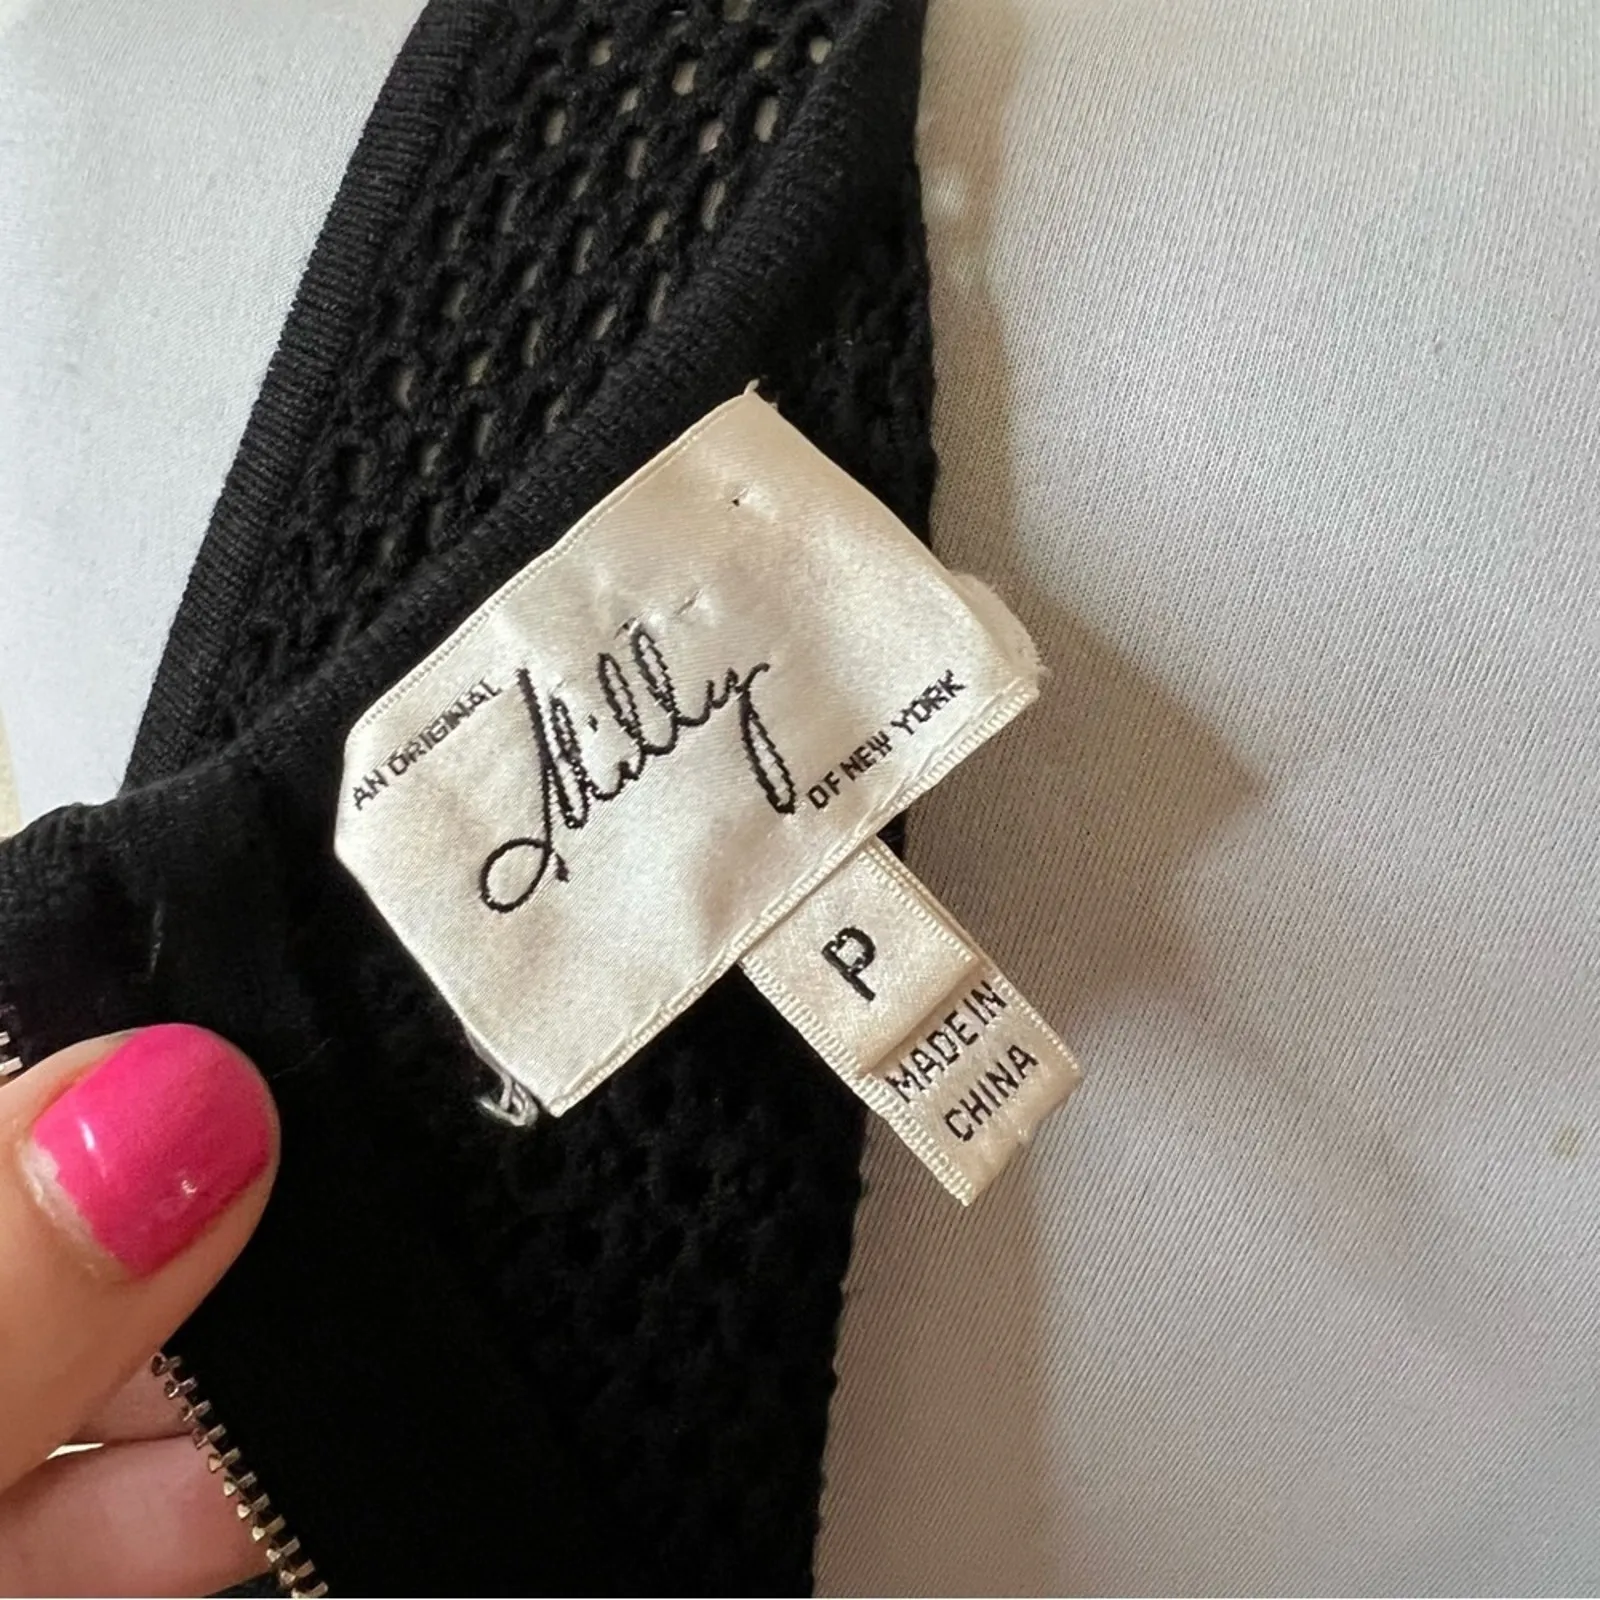 AN ORIGINAL
Milly
OF NEW YORK
P
MADE IN
CHINA